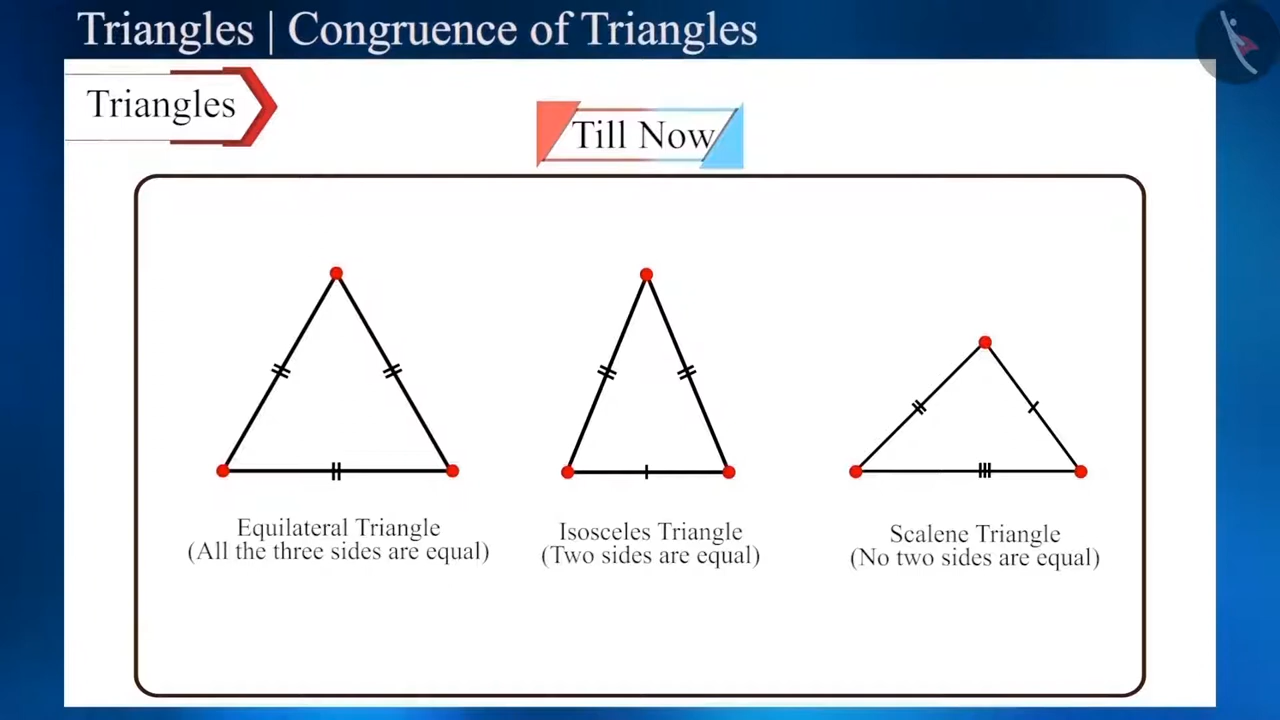 Triangles | Congruence of Triangles
Triangles
Till Now
Equilateral Triangle
(All the three sides are equal)
Isosceles Triangle
(Two sides are equal)
Scalene Triangle
(No two sides are equal)